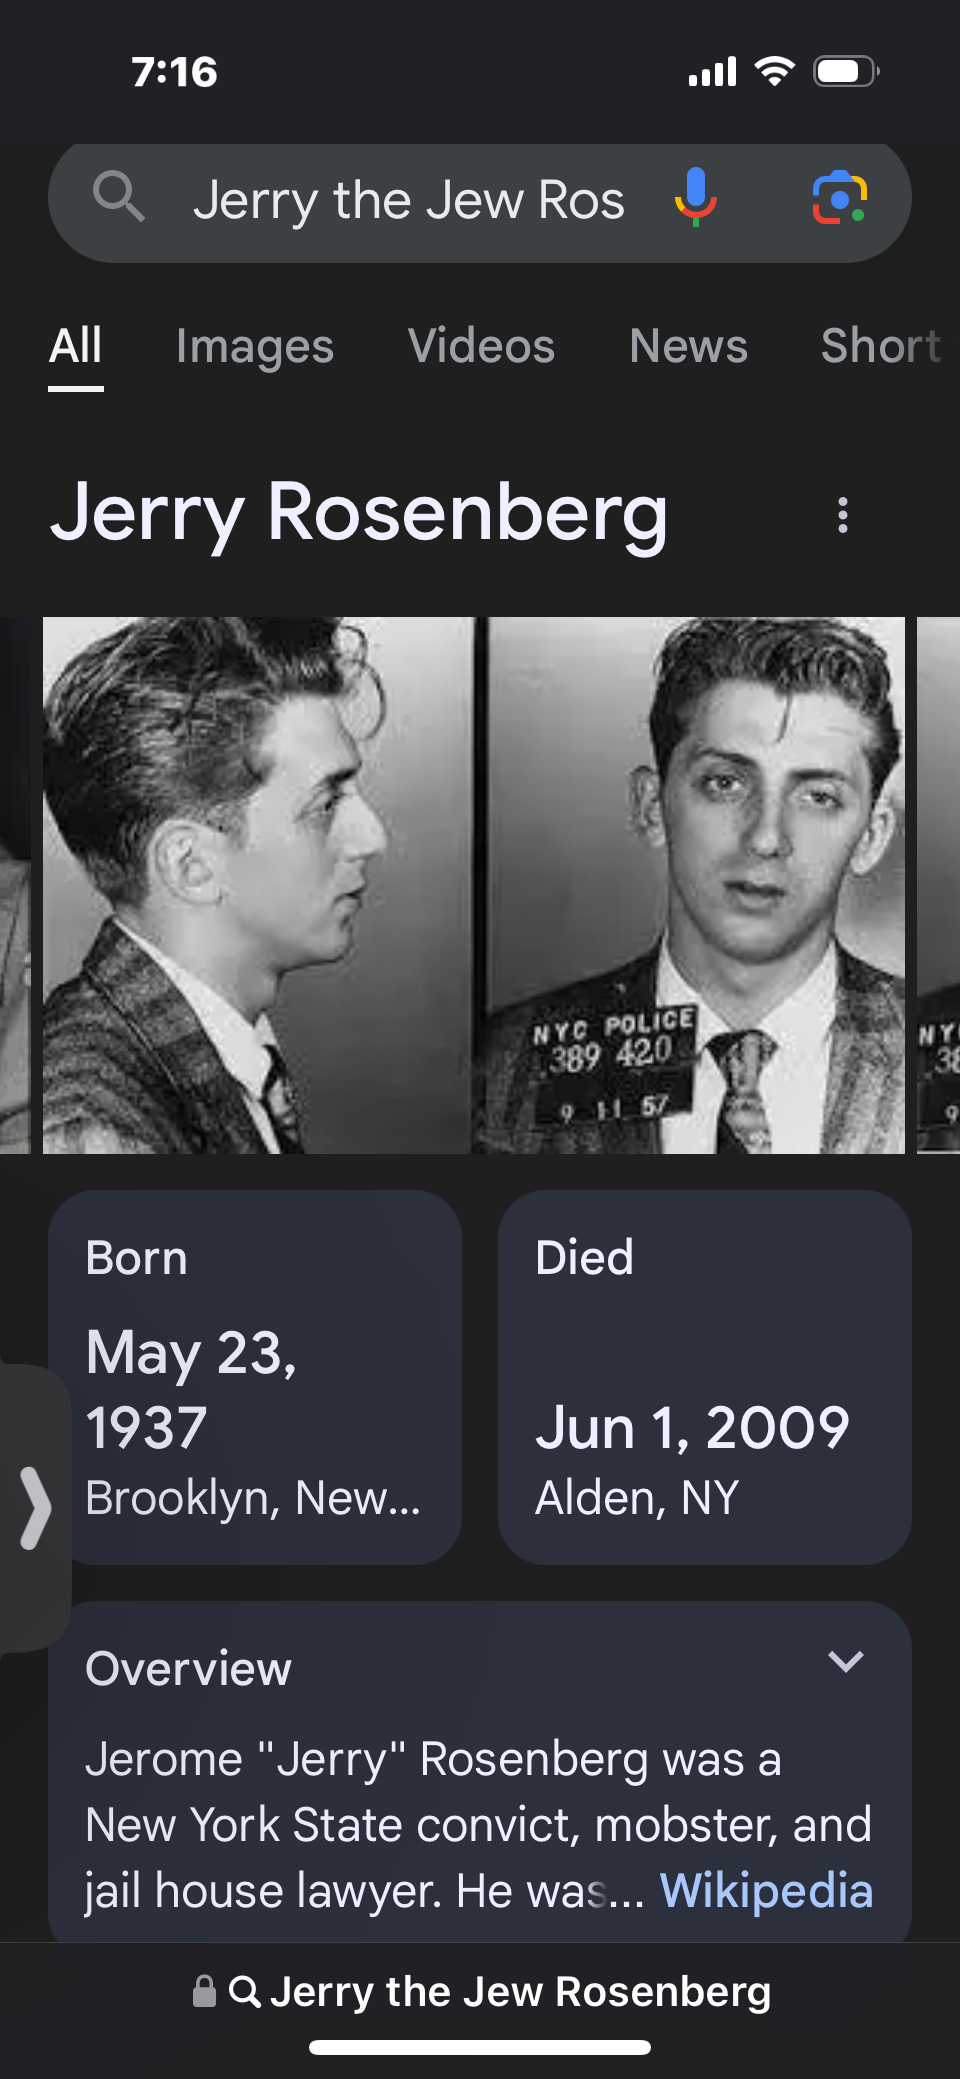 7:16
Jerry the Jew Ros
All Images Videos News Short
Jerry Rosenberg
NYC POLICE
389 420
9 11 57
NY
38
9
Born
May 23,
1937
Brooklyn, New...
Died
Jun 1, 2009
Alden, NY
Overview
Jerome "Jerry" Rosenberg was a
New York State convict, mobster, and
jail house lawyer. He was... Wikipedia
Jerry the Jew Rosenberg